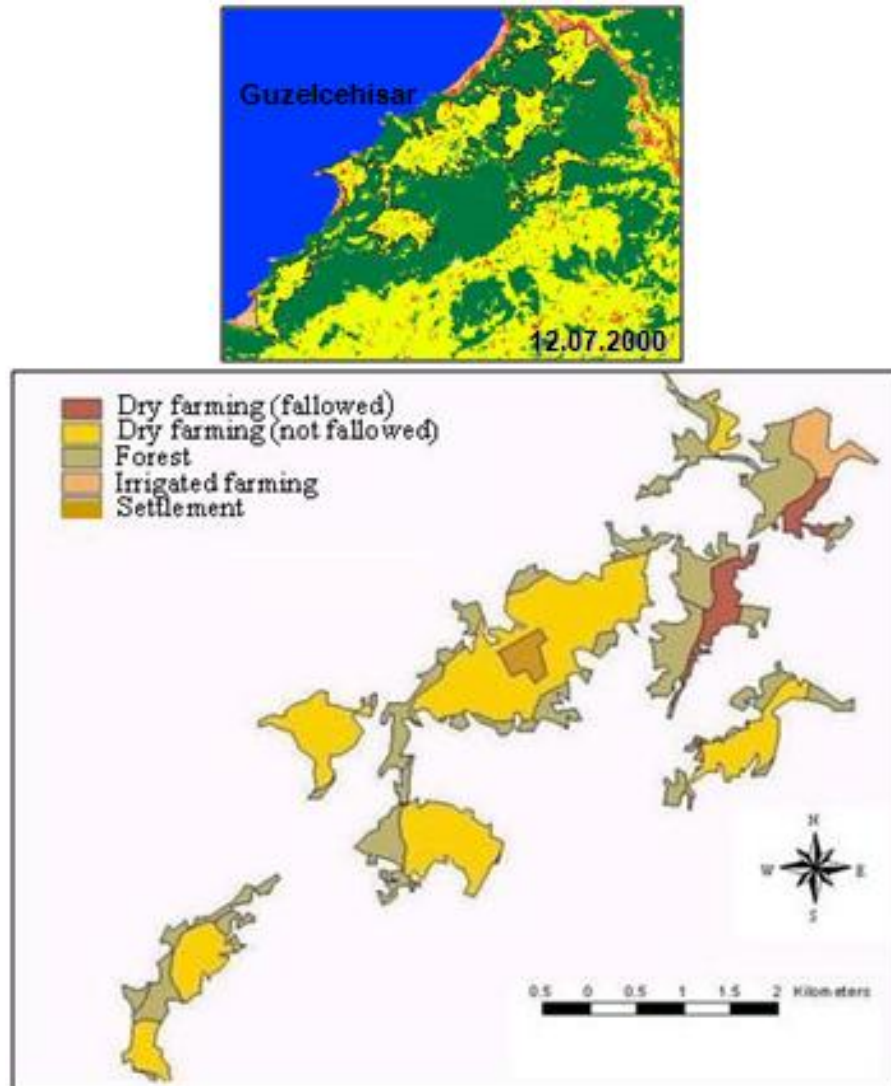 Guzelcehisar
12.07.2000
Dry farming (fallowed)
Dry farming (not fallowed)
Forest
Irrigated farming
Settlement
N
W E
S
0.5 0 0.5 1 1.5 2 Kilometers